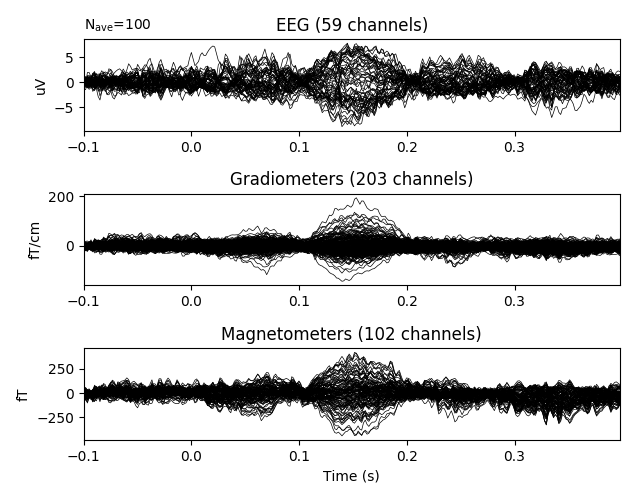 N_ave=100
EEG (59 channels)
5
0
−5
uV
−0.1 0.0 0.1 0.2 0.3
Gradiometers (203 channels)
200
0
fT/cm
−0.1 0.0 0.1 0.2 0.3
Magnetometers (102 channels)
250
0
−250
fT
−0.1 0.0 0.1 0.2 0.3
Time (s)